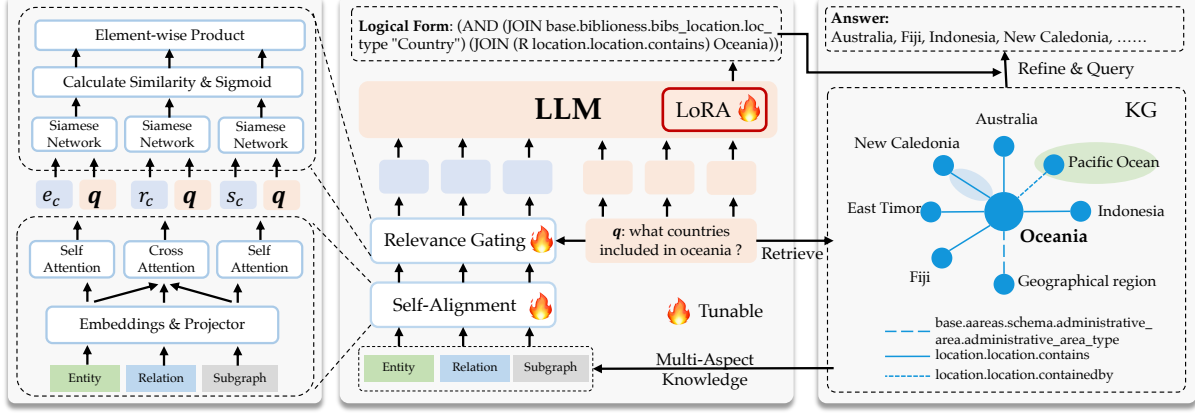 Element-wise Product
Calculate Similarity & Sigmoid
Siamese
Network
Siamese
Network
Siamese
Network
e_c
q
r_c
q
s_c
q
Self
Attention
Cross
Attention
Self
Attention
Embeddings & Projector
Entity
Relation
Subgraph
Logical Form: (AND (JOIN base.biblioness.bibs_location.loc_
type "Country") (JOIN (R location.location.contains) Oceania))
LLM
LoRA
Relevance Gating
q: what countries
included in oceania ?
Self-Alignment
Tunable
Entity
Relation
Subgraph
Retrieve
Multi-Aspect
Knowledge
Answer:
Australia, Fiji, Indonesia, New Caledonia, ……
Refine & Query
KG
Australia
New Caledonia
Pacific Ocean
East Timor
Indonesia
Oceania
Fiji
Geographical region
base.aareas.schema.administrative_
area.administrative_area_type
location.location.contains
location.location.containedby